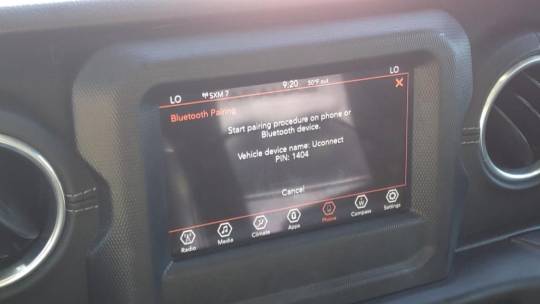 LO SXM 7 9:20 50°F out LO
Bluetooth Pairing
Start pairing procedure on phone or
Bluetooth device.
Vehicle device name: Uconnect
PIN: 1404
Cancel
Radio Media Climate Apps Phone Compass Settings